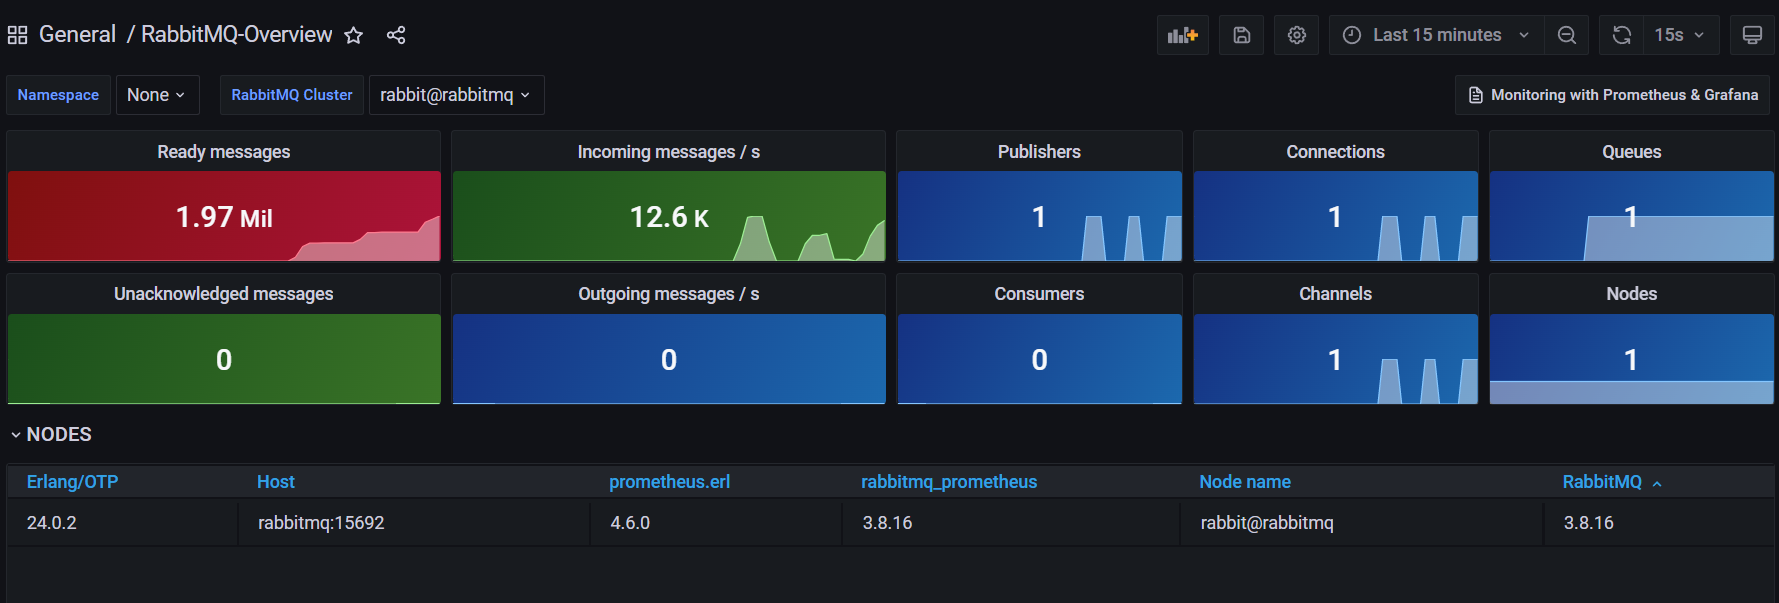 General / RabbitMQ-Overview
Last 15 minutes
15s
Namespace None RabbitMQ Cluster rabbit@rabbitmq Monitoring with Prometheus & Grafana
Ready messages
1.97 Mil
Incoming messages / s
12.6 K
Publishers
1
Connections
1
Queues
1
Unacknowledged messages
0
Outgoing messages / s
0
Consumers
0
Channels
1
Nodes
1
NODES
Erlang/OTP Host prometheus.erl rabbitmq_prometheus Node name RabbitMQ
24.0.2 rabbitmq:15692 4.6.0 3.8.16 rabbit@rabbitmq 3.8.16